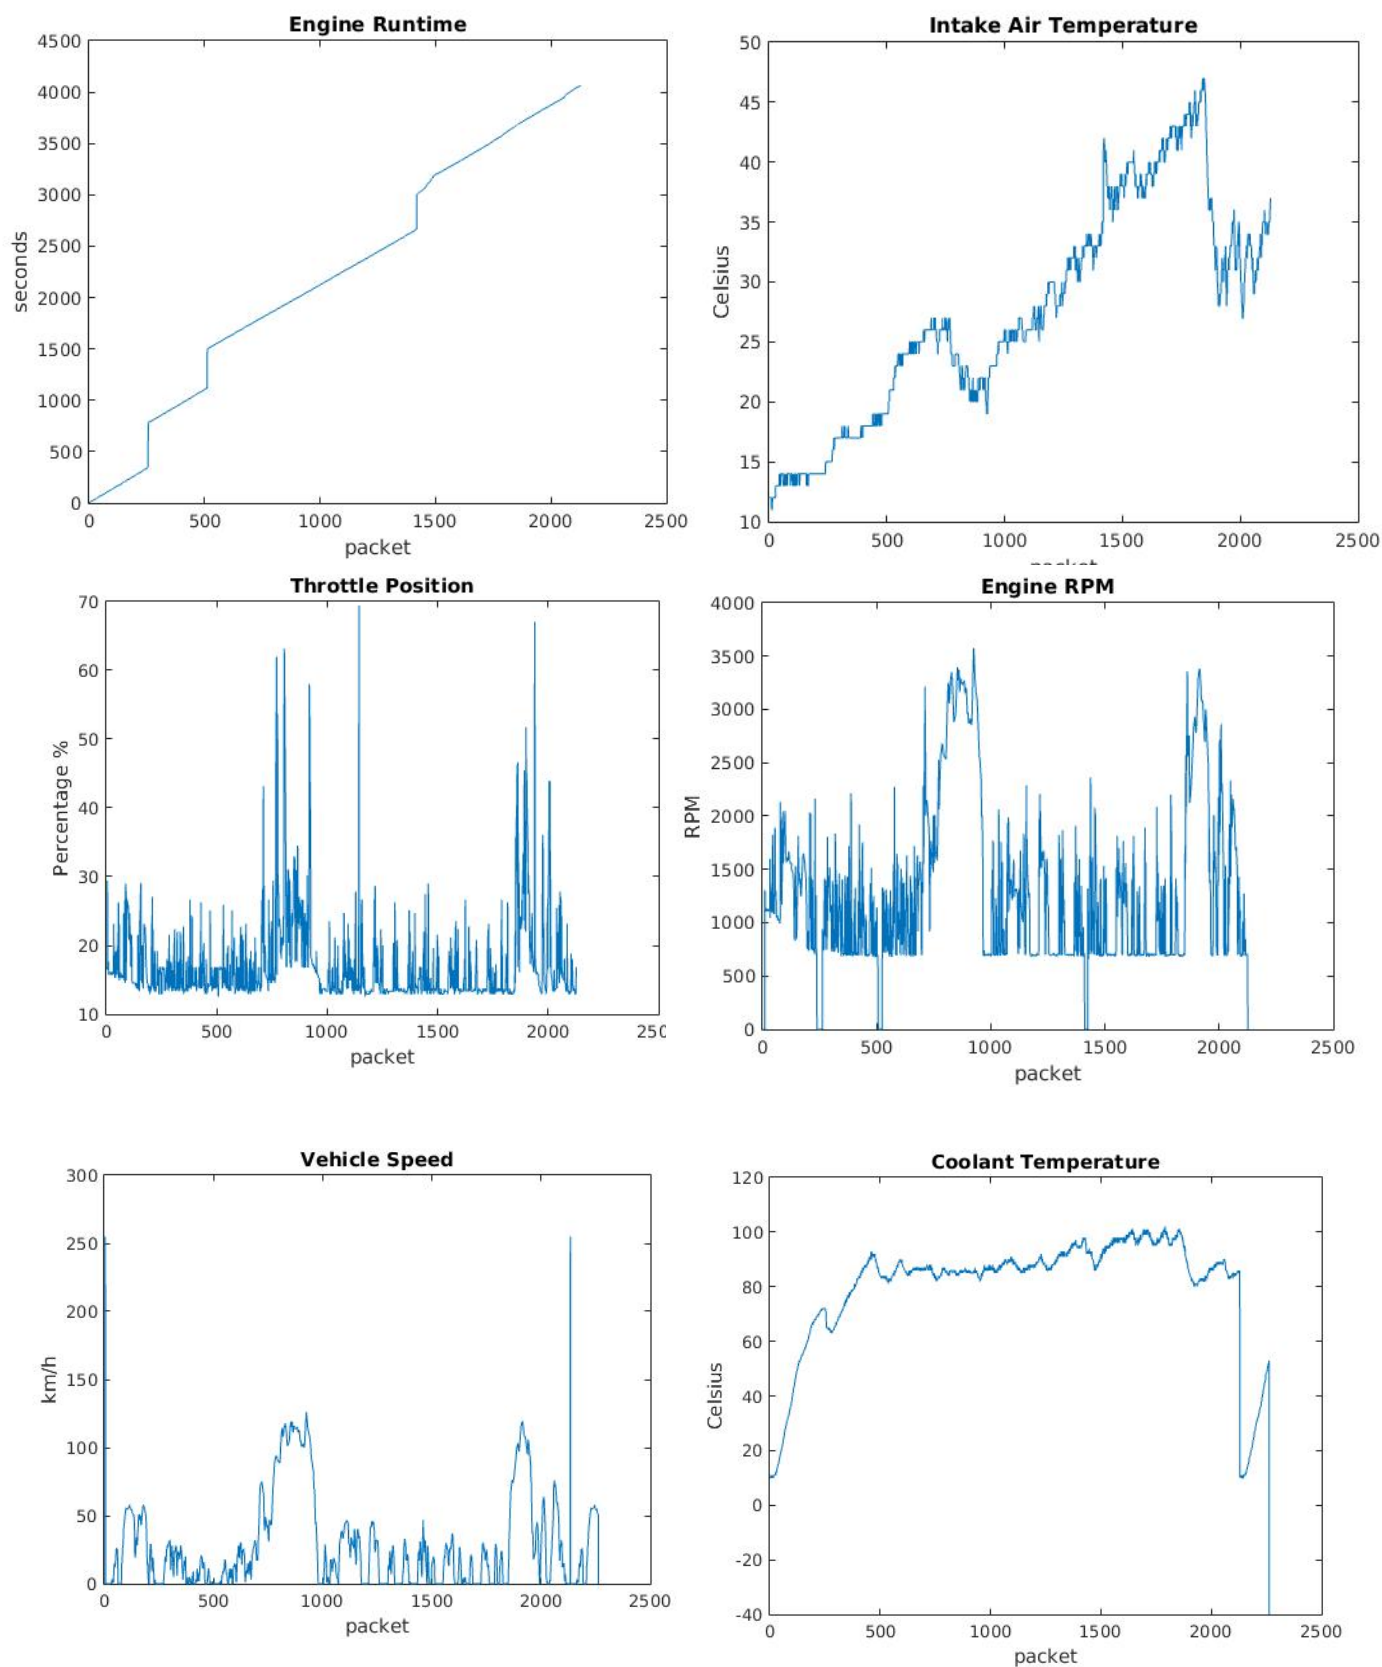 Engine Runtime
4500
4000
3500
3000
2500
2000
1500
1000
500
0
seconds
0 500 1000 1500 2000 2500
packet
Intake Air Temperature
50
45
40
35
30
25
20
15
10
Celsius
0 500 1000 1500 2000 2500
packet
Throttle Position
70
60
50
40
30
20
10
Percentage %
0 500 1000 1500 2000
packet
Engine RPM
4000
3500
3000
2500
2000
1500
1000
500
0
RPM
0 500 1000 1500 2000 2500
packet
Vehicle Speed
300
250
200
150
100
50
0
km/h
0 500 1000 1500 2000 2500
packet
Coolant Temperature
120
100
80
60
40
20
0
-20
-40
Celsius
0 500 1000 1500 2000 2500
packet